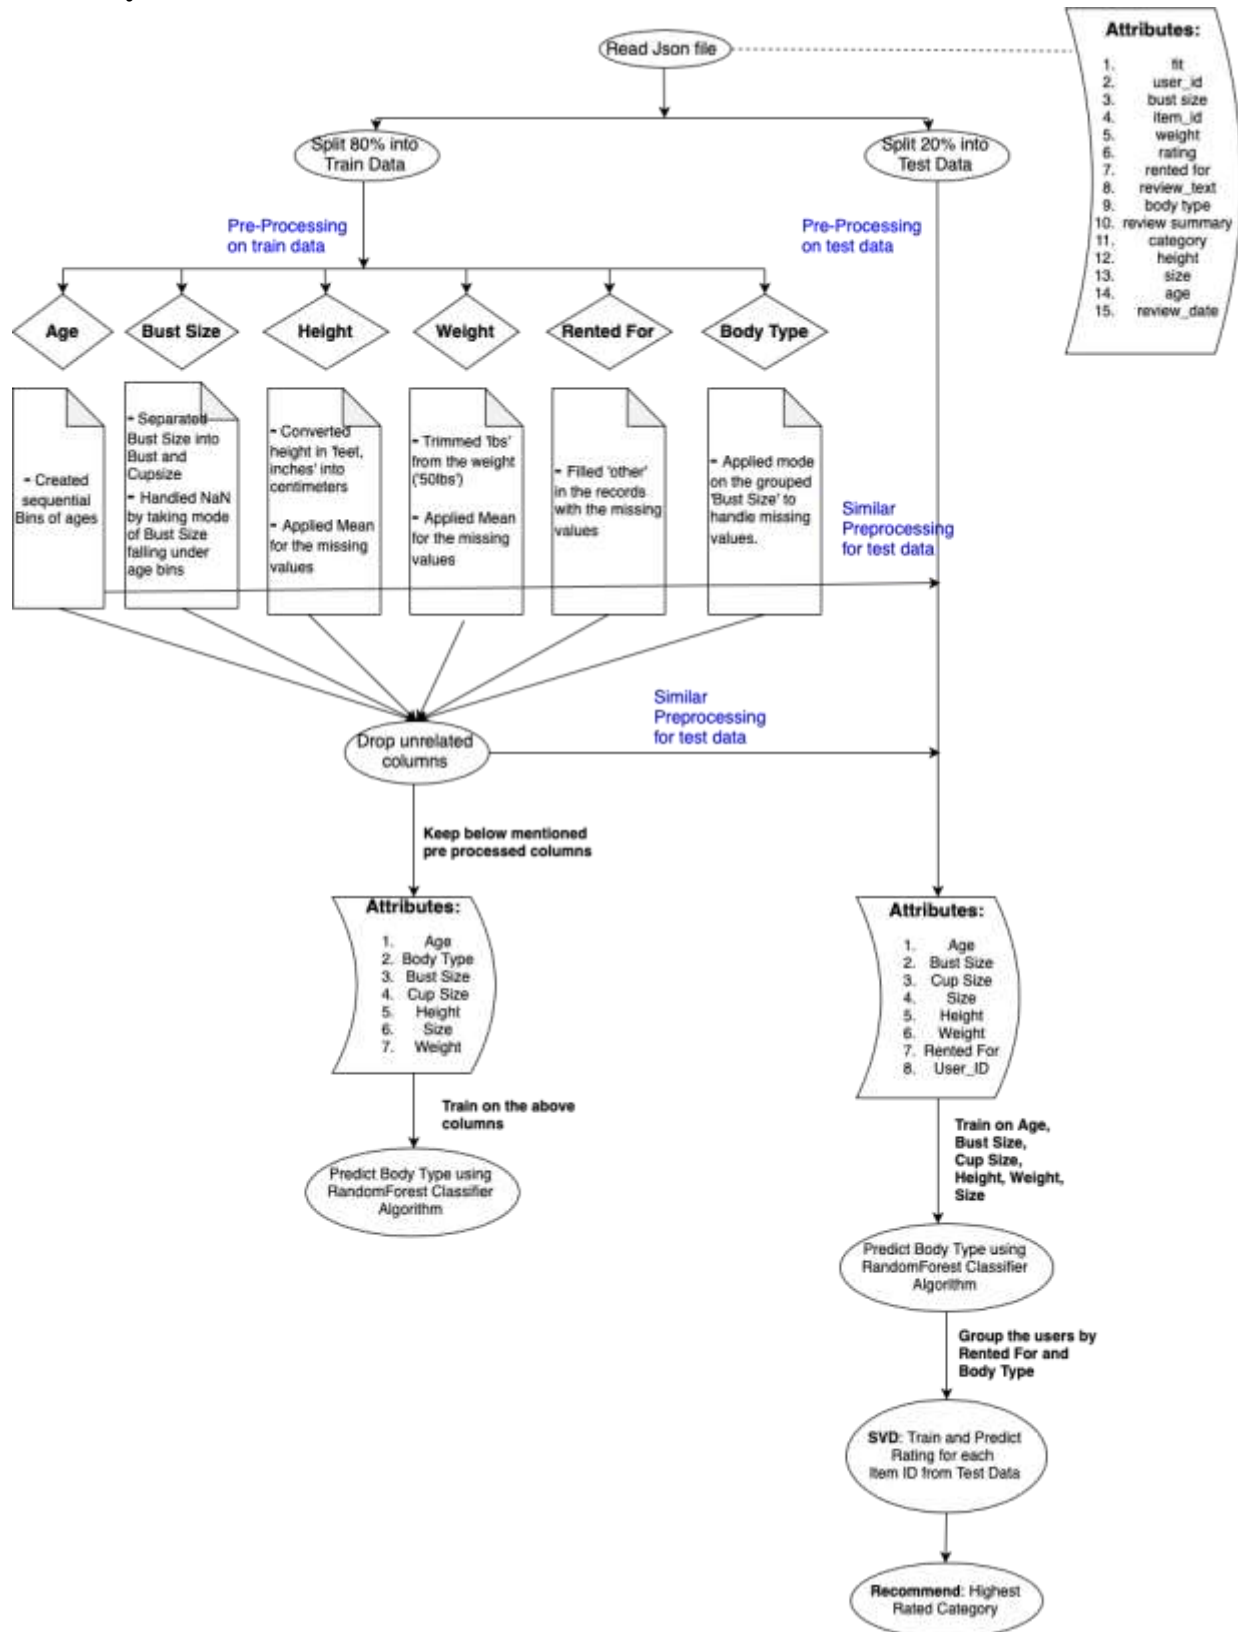 Read Json file
Attributes:
1. fit
2. user_id
3. bust size
4. item_id
5. weight
6. rating
7. rented for
8. review_text
9. body type
10. review summary
11. category
12. height
13. size
14. age
15. review_date
Split 80% into
Train Data
Split 20% into
Test Data
Pre-Processing
on train data
Pre-Processing
on test data
Age
Bust Size
Height
Weight
Rented For
Body Type
- Created
sequential
Bins of ages
- Separated
Bust Size into
Bust and
Cupsize
- Handled NaN
by taking mode
of Bust Size
falling under
age bins
- Converted
height in 'feet,
inches' into
centimeters
- Applied Mean
for the missing
values
- Trimmed 'lbs'
from the weight
('50lbs')
- Applied Mean
for the missing
values
- Filled 'other'
in the records
with the missing
values
- Applied mode
on the grouped
'Bust Size' to
handle missing
values.
Similar
Preprocessing
for test data
Drop unrelated
columns
Similar
Preprocessing
for test data
Keep below mentioned
pre processed columns
Attributes:
1. Age
2. Body Type
3. Bust Size
4. Cup Size
5. Height
6. Size
7. Weight
Attributes:
1. Age
2. Bust Size
3. Cup Size
4. Size
5. Height
6. Weight
7. Rented For
8. User_ID
Train on the above
columns
Predict Body Type using
RandomForest Classifier
Algorithm
Train on Age,
Bust Size,
Cup Size,
Height, Weight,
Size
Predict Body Type using
RandomForest Classifier
Algorithm
Group the users by
Rented For and
Body Type
SVD: Train and Predict
Rating for each
Item ID from Test Data
Recommend: Highest
Rated Category